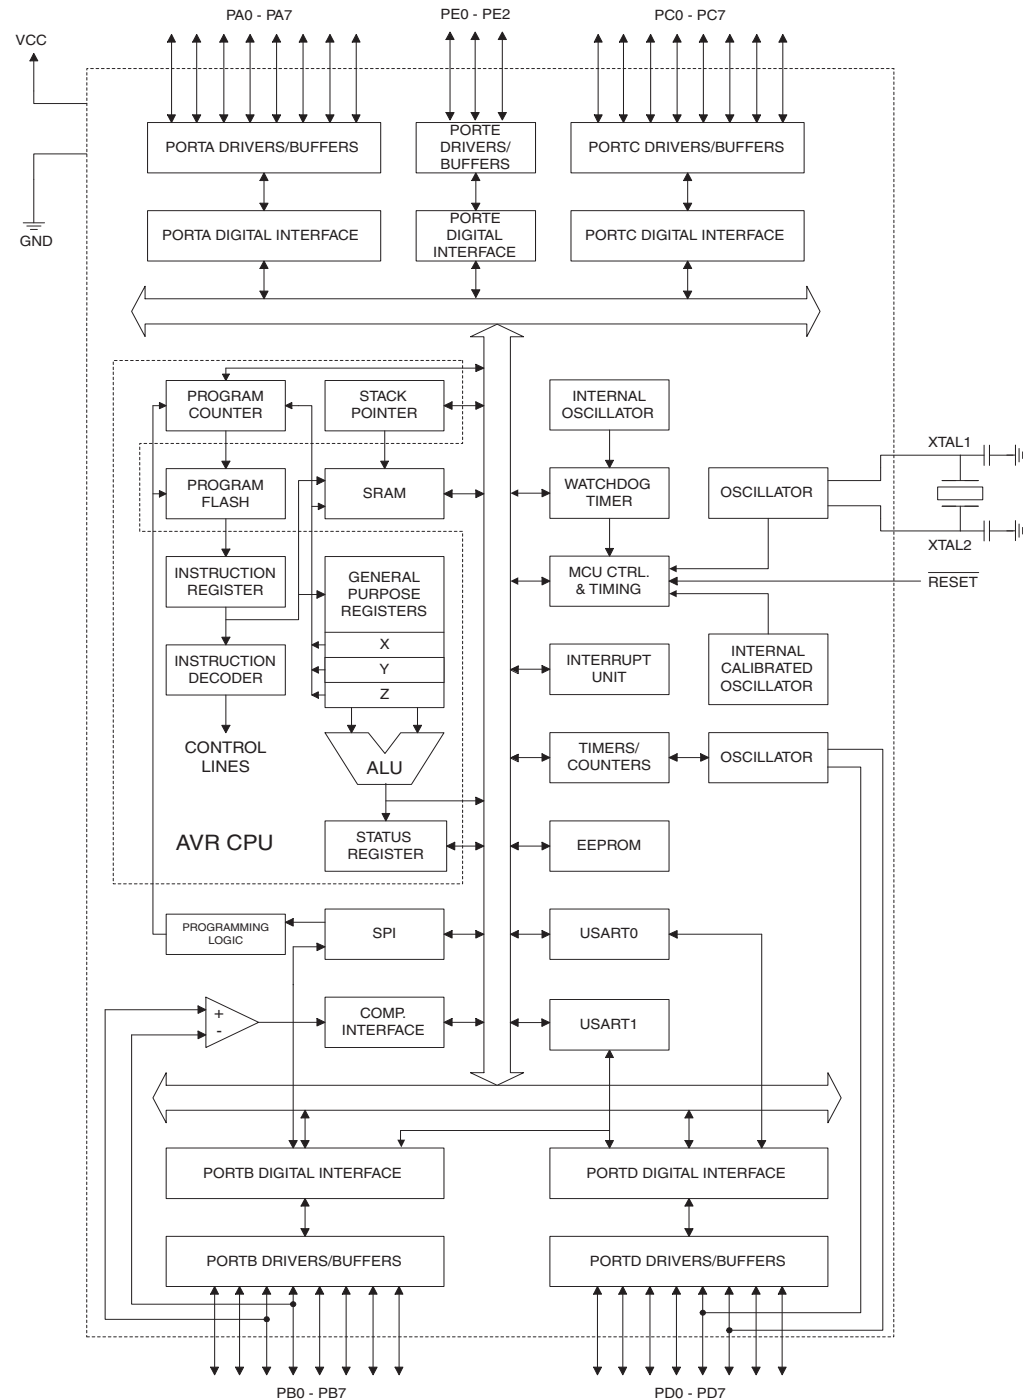 PA0 - PA7
PE0 - PE2
PC0 - PC7
VCC
PORTA DRIVERS/BUFFERS
PORTE
DRIVERS/
BUFFERS
PORTC DRIVERS/BUFFERS
GND
PORTA DIGITAL INTERFACE
PORTE
DIGITAL
INTERFACE
PORTC DIGITAL INTERFACE
PROGRAM
COUNTER
STACK
POINTER
INTERNAL
OSCILLATOR
XTAL1
PROGRAM
FLASH
SRAM
WATCHDOG
TIMER
OSCILLATOR
XTAL2
INSTRUCTION
REGISTER
GENERAL
PURPOSE
REGISTERS
MCU CTRL.
& TIMING
RESET
X
Y
Z
INSTRUCTION
DECODER
INTERRUPT
UNIT
INTERNAL
CALIBRATED
OSCILLATOR
CONTROL
LINES
ALU
TIMERS/
COUNTERS
OSCILLATOR
AVR CPU
STATUS
REGISTER
EEPROM
PROGRAMMING
LOGIC
SPI
USART0
+
-
COMP.
INTERFACE
USART1
PORTB DIGITAL INTERFACE
PORTD DIGITAL INTERFACE
PORTB DRIVERS/BUFFERS
PORTD DRIVERS/BUFFERS
PB0 - PB7
PD0 - PD7